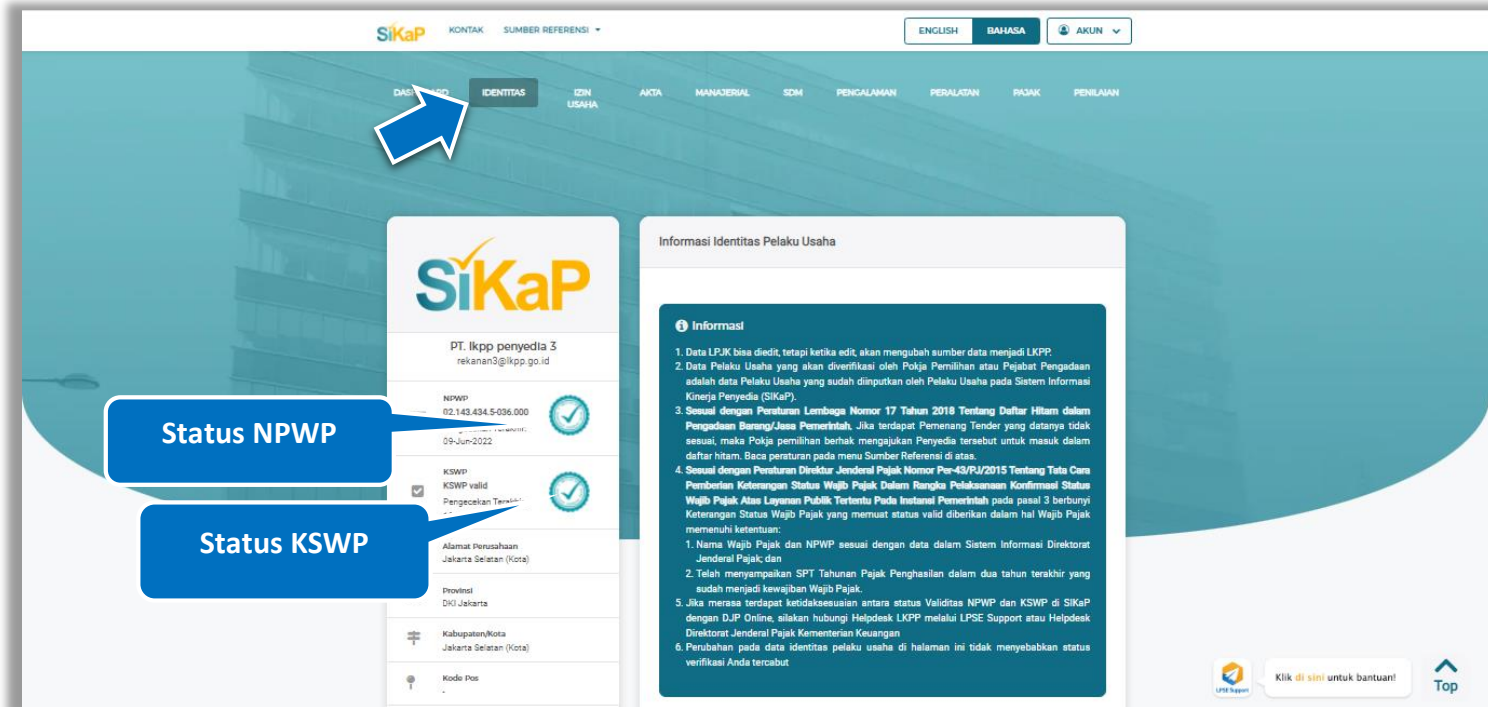 SiKaP KONTAK SUMBER REFERENSI ENGLISH BAHASA AKUN
IDENTITAS IZIN USAHA AKTA MANAJERIAL SDM PENGALAMAN PERALATAN PAJAK PENILAIAN
SiKaP
PT. lkpp penyedia 3
rekanan3@lkpp.go.id
NPWP
02.143.434.5-036.000
09-Jun-2022
Status NPWP
KSWP
KSWP valid
Pengecekan
Status KSWP
Alamat Perusahaan
Jakarta Selatan (Kota)
Provinsi
DKI Jakarta
Kabupaten/Kota
Jakarta Selatan (Kota)
Kode Pos
-
Informasi Identitas Pelaku Usaha
Informasi
1. Data LPJK bisa diedit, tetapi ketika edit, akan mengubah sumber data menjadi LKPP.
2. Data Pelaku Usaha yang akan diverifikasi oleh Pokja Pemilihan atau Pejabat Pengadaan
adalah data Pelaku Usaha yang sudah diinputkan oleh Pelaku Usaha pada Sistem Informasi
Kinerja Penyedia (SIKaP).
3. Sesuai dengan Peraturan Lembaga Nomor 17 Tahun 2018 Tentang Daftar Hitam dalam
Pengadaan Barang/Jasa Pemerintah. Jika terdapat Pemenang Tender yang datanya tidak
sesuai, maka Pokja pemilihan berhak mengajukan Penyedia tersebut untuk masuk dalam
daftar hitam. Baca peraturan pada menu Sumber Referensi di atas.
4. Sesuai dengan Peraturan Direktur Jenderal Pajak Nomor Per-43/PJ/2015 Tentang Tata Cara
Pemberian Keterangan Status Wajib Pajak Dalam Rangka Pelaksanaan Konfirmasi Status
Wajib Pajak Atas Layanan Publik Tertentu Pada Instansi Pemerintah pada pasal 3 berbunyi
Keterangan Status Wajib Pajak yang memuat status valid diberikan dalam hal Wajib Pajak
memenuhi ketentuan:
1. Nama Wajib Pajak dan NPWP sesuai dengan data dalam Sistem Informasi Direktorat
Jenderal Pajak; dan
2. Telah menyampaikan SPT Tahunan Pajak Penghasilan dalam dua tahun terakhir yang
sudah menjadi kewajiban Wajib Pajak.
5. Jika merasa terdapat ketidaksesuaian antara status Validitas NPWP dan KSWP di SIKaP
dengan DJP Online, silakan hubungi Helpdesk LKPP melalui LPSE Support atau Helpdesk
Direktorat Jenderal Pajak Kementerian Keuangan
6. Perubahan pada data identitas pelaku usaha di halaman ini tidak menyebabkan status
verifikasi Anda tercabut
LPSE Support
Klik di sini untuk bantuan!
Top